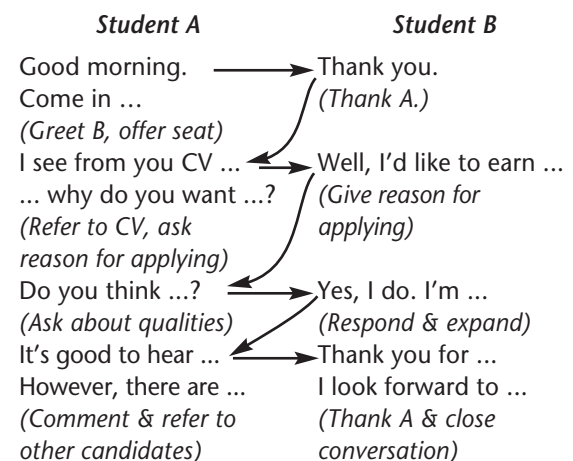 Student A
Student B
Good morning.
Thank you.
Come in ...
(Thank A.)
(Greet B, offer seat)
I see from you CV ...
Well, I'd like to earn ...
... why do you want ...?
(Give reason for
(Refer to CV, ask
applying)
reason for applying)
Do you think ...?
Yes, I do. I'm ...
(Ask about qualities)
(Respond & expand)
It's good to hear ...
Thank you for ...
However, there are ...
I look forward to ...
(Comment & refer to
(Thank A & close
other candidates)
conversation)